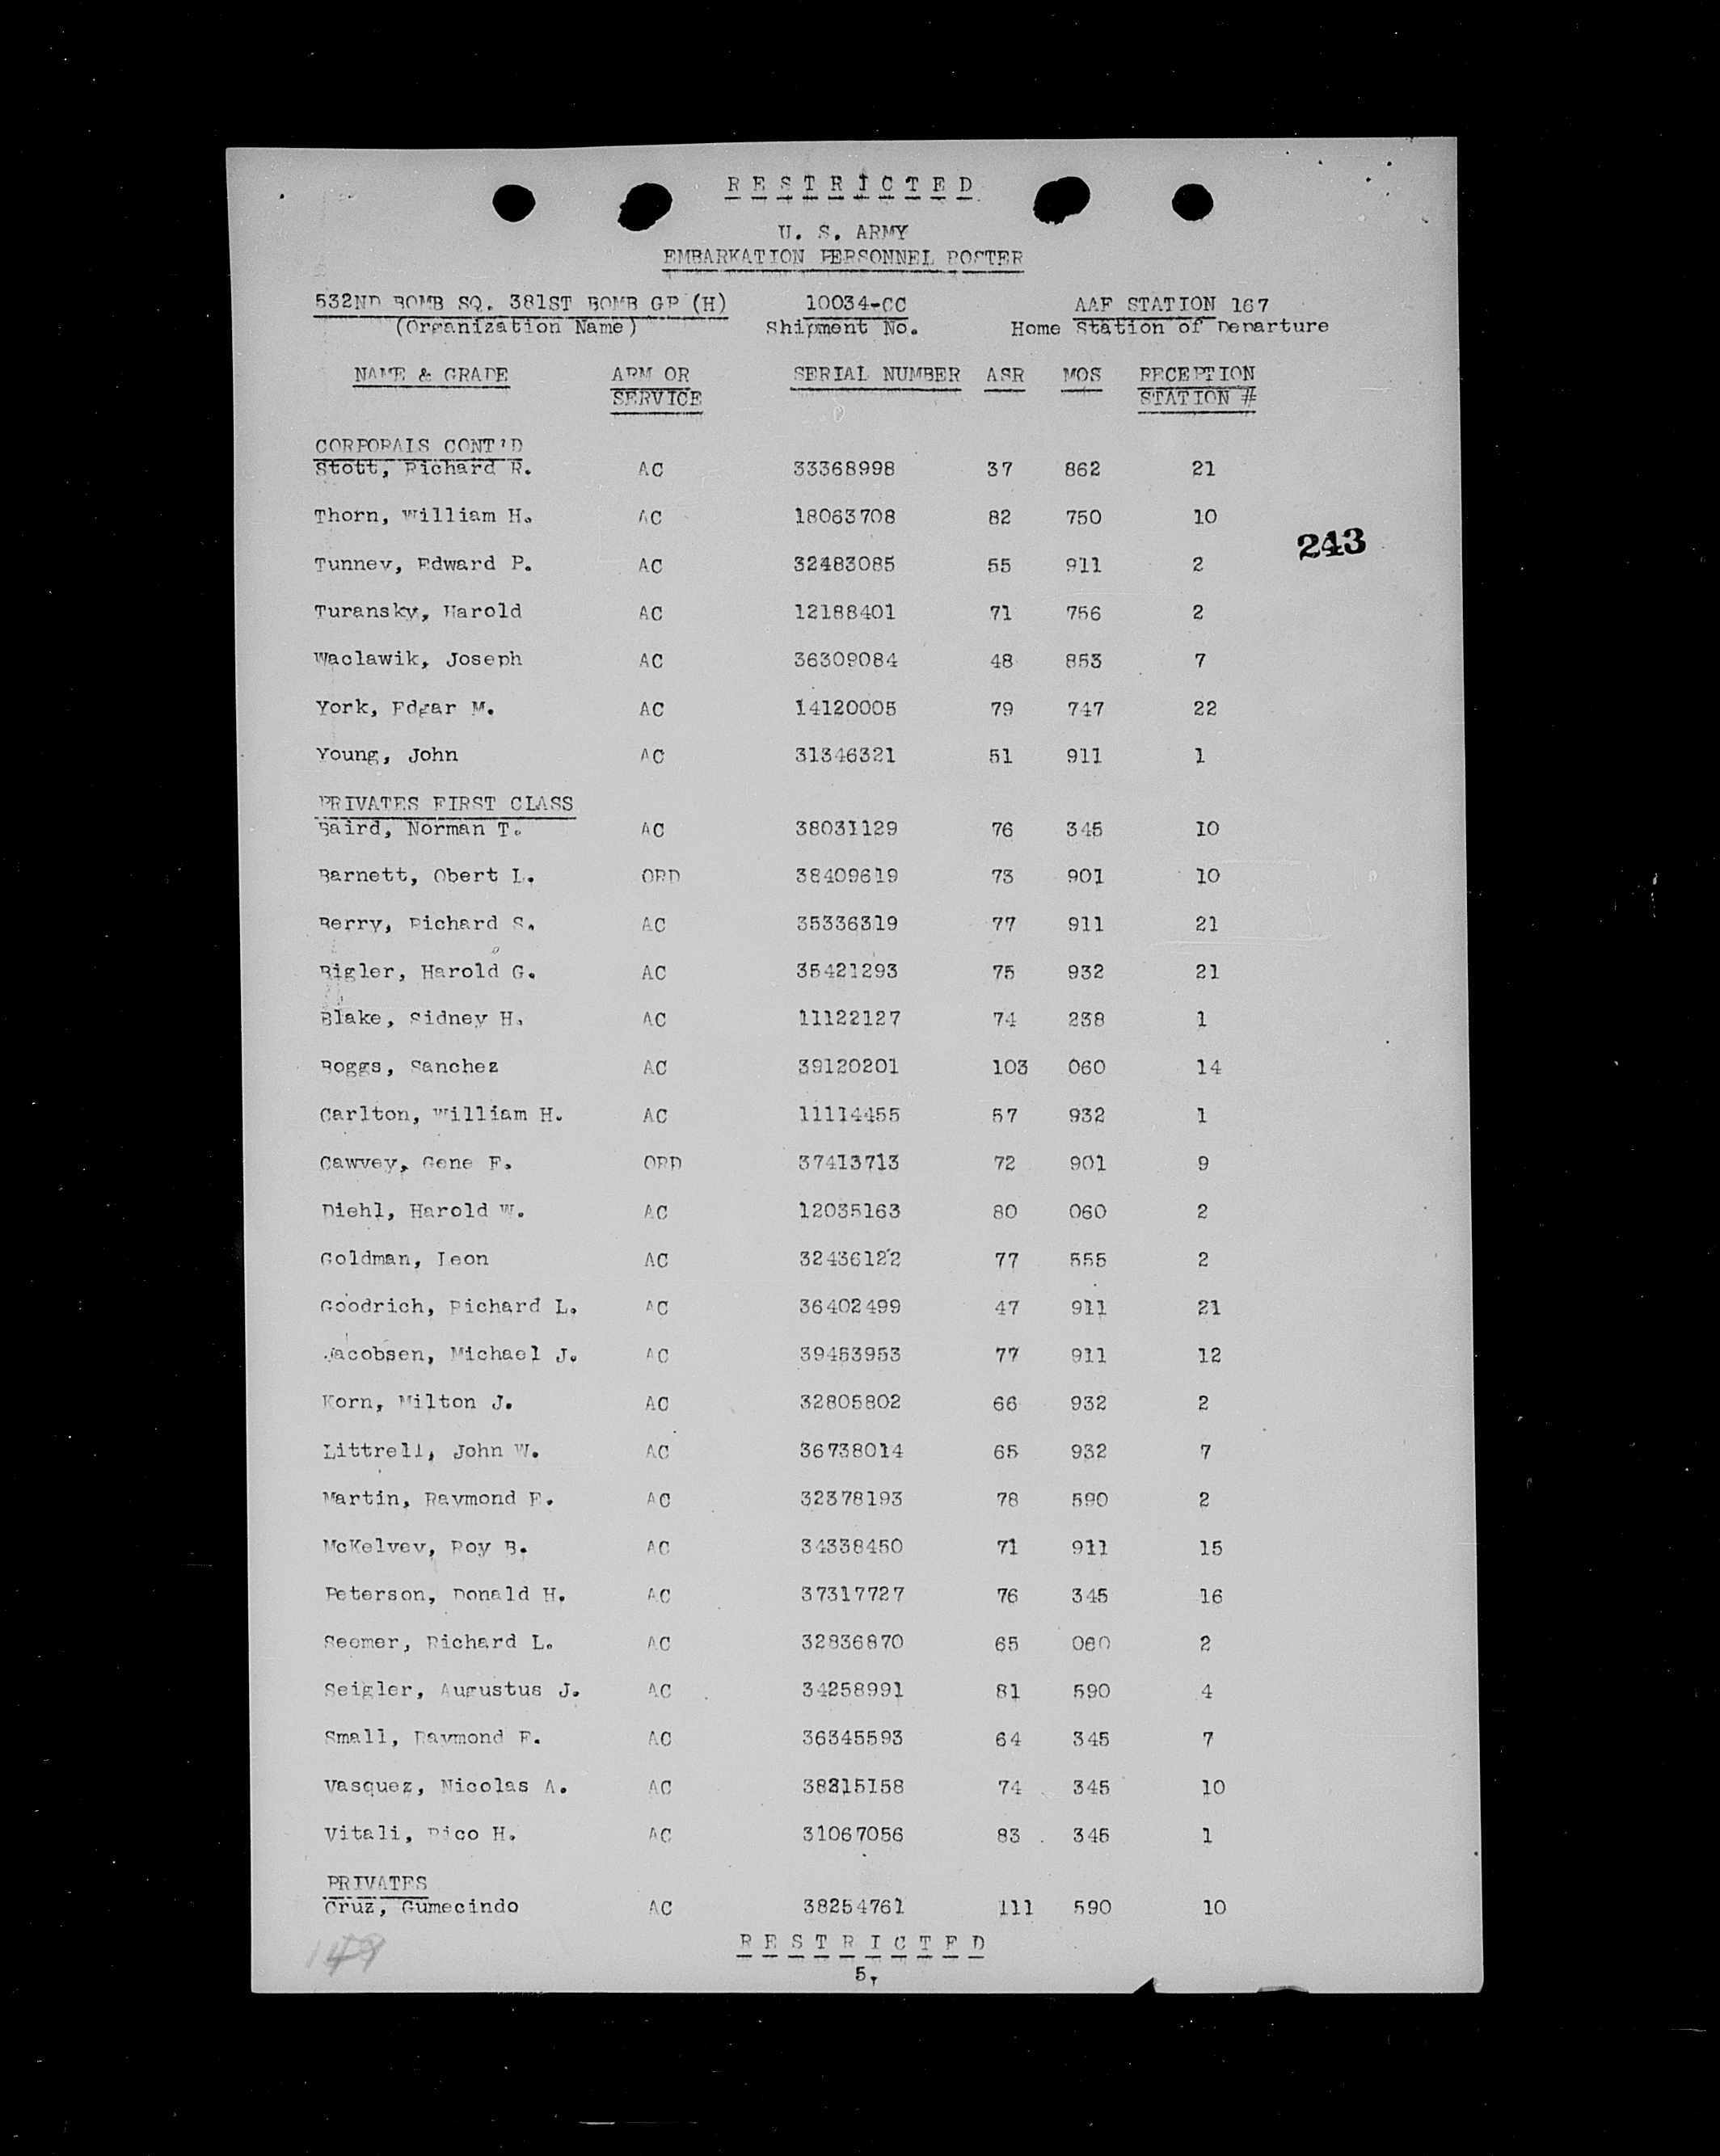 R E S T R I C T E D
U. S. ARMY
EMBARKATION PERSONNEL ROSTER
532ND BOMB SQ. 381ST BOMB GP (H) 10034-CC AAF STATION 167
(Organization Name) Shipment No. Home Station of Departure
NAME & GRADE ARM OR SERIAL NUMBER ASR MOS RECEPTION
SERVICE STATION #
CORPORALS CONT'D
Stott, Richard R. AC 33368998 37 862 21
Thorn, William H. AC 18063708 82 750 10
243
Tunney, Edward P. AC 32483085 55 911 2
Turansky, Harold AC 12188401 71 756 2
Waclawik, Joseph AC 36309084 48 853 7
York, Edgar M. AC 14120005 79 747 22
Young, John AC 31346321 51 911 1
PRIVATES FIRST CLASS
Baird, Norman T. AC 38031129 76 345 10
Barnett, Obert L. ORD 38409619 73 901 10
Berry, Richard S. AC 35336319 77 911 21
Bigler, Harold G. AC 35421293 75 932 21
Blake, Sidney H. AC 11122127 74 238 1
Boggs, Sanchez AC 39120201 103 060 14
Carlton, William H. AC 11114455 57 932 1
Cawvey, Gene F. ORD 37413713 72 901 9
Diehl, Harold W. AC 12035163 80 060 2
Goldman, Leon AC 32436122 77 555 2
Goodrich, Richard L. AC 36402499 47 911 21
Jacobsen, Michael J. AC 39453953 77 911 12
Korn, Milton J. AC 32805802 66 932 2
Littrell, John W. AC 36738014 65 932 7
Martin, Raymond E. AC 32378193 78 590 2
McKelvey, Roy B. AC 34338450 71 911 15
Peterson, Donald H. AC 37317727 76 345 16
Seemer, Richard L. AC 32836870 65 060 2
Seigler, Augustus J. AC 34258991 81 590 4
Small, Raymond F. AC 36345593 64 345 7
Vasquez, Nicolas A. AC 38215158 74 345 10
Vitali, Rico H. AC 31067056 83 345 1
PRIVATES
Cruz, Gumecindo AC 38254761 111 590 10
R E S T R I C T E D
5.